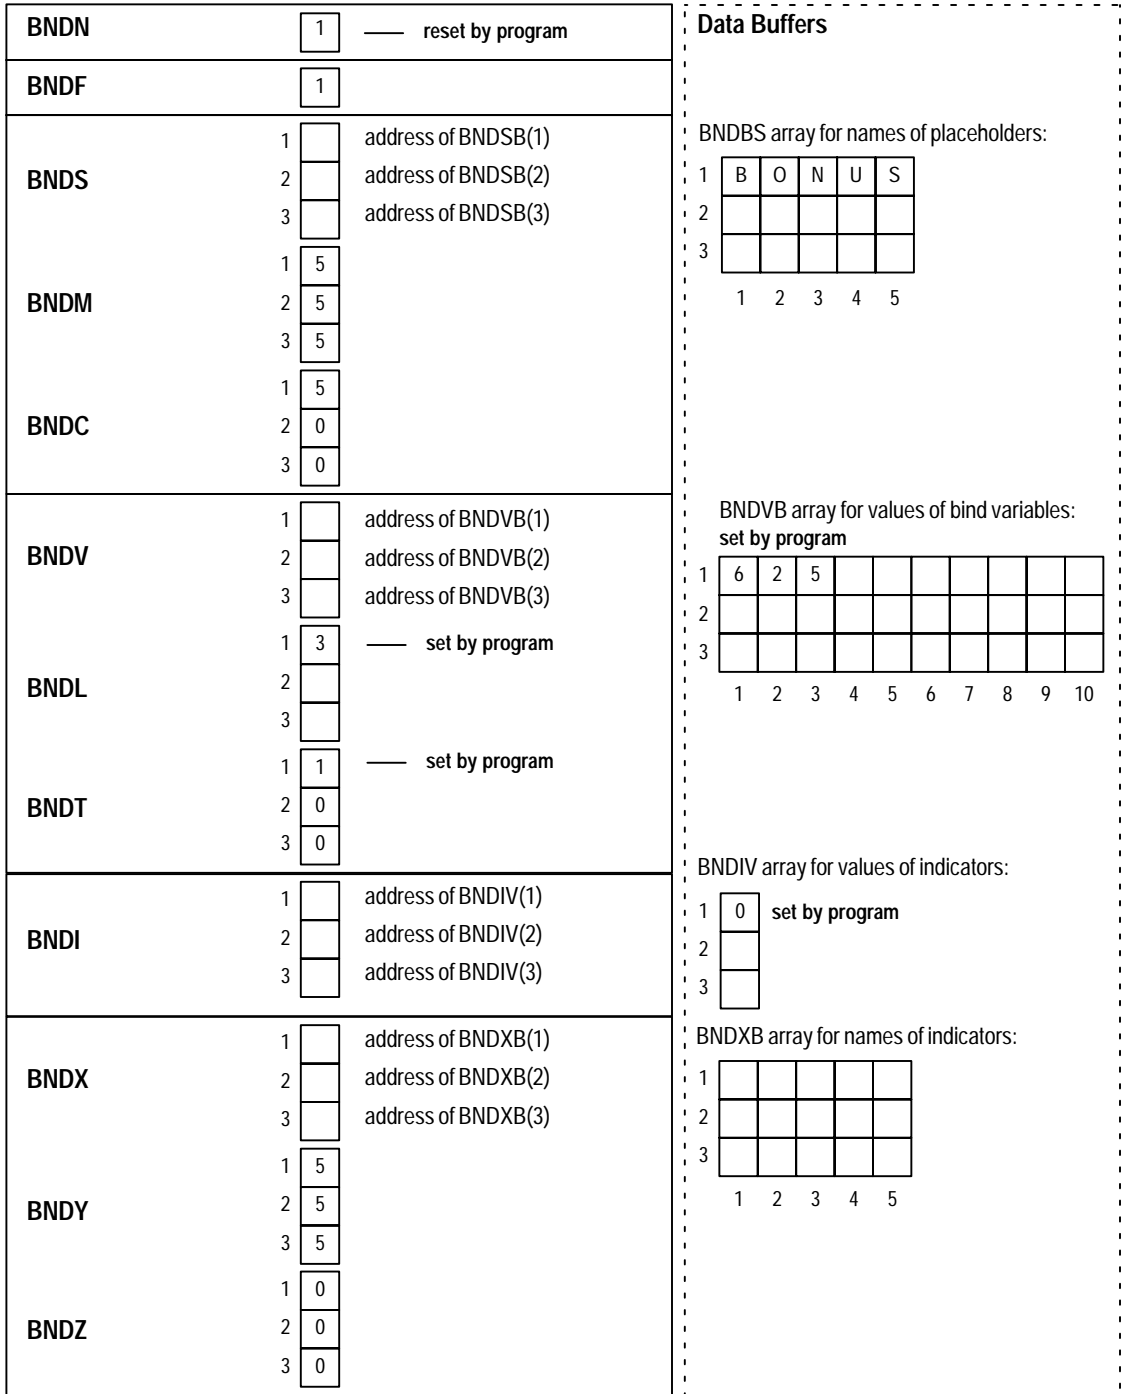 BNDN 1 reset by program
BNDF 1
BNDS
1 address of BNDSB(1)
2 address of BNDSB(2)
3 address of BNDSB(3)
BNDM
1 5
2 5
3 5
BNDC
1 5
2 0
3 0
BNDV
1 address of BNDVB(1)
2 address of BNDVB(2)
3 address of BNDVB(3)
BNDL
1 3 set by program
2
3
BNDT
1 1 set by program
2 0
3 0
BNDI
1 address of BNDIV(1)
2 address of BNDIV(2)
3 address of BNDIV(3)
BNDX
1 address of BNDXB(1)
2 address of BNDXB(2)
3 address of BNDXB(3)
BNDY
1 5
2 5
3 5
BNDZ
1 0
2 0
3 0
Data Buffers
BNDBS array for names of placeholders:
1 B O N U S
2
3
1 2 3 4 5
BNDVB array for values of bind variables:
set by program
1 6 2 5
2
3
1 2 3 4 5 6 7 8 9 10
BNDIV array for values of indicators:
1 0 set by program
2
3
BNDXB array for names of indicators:
1
2
3
1 2 3 4 5